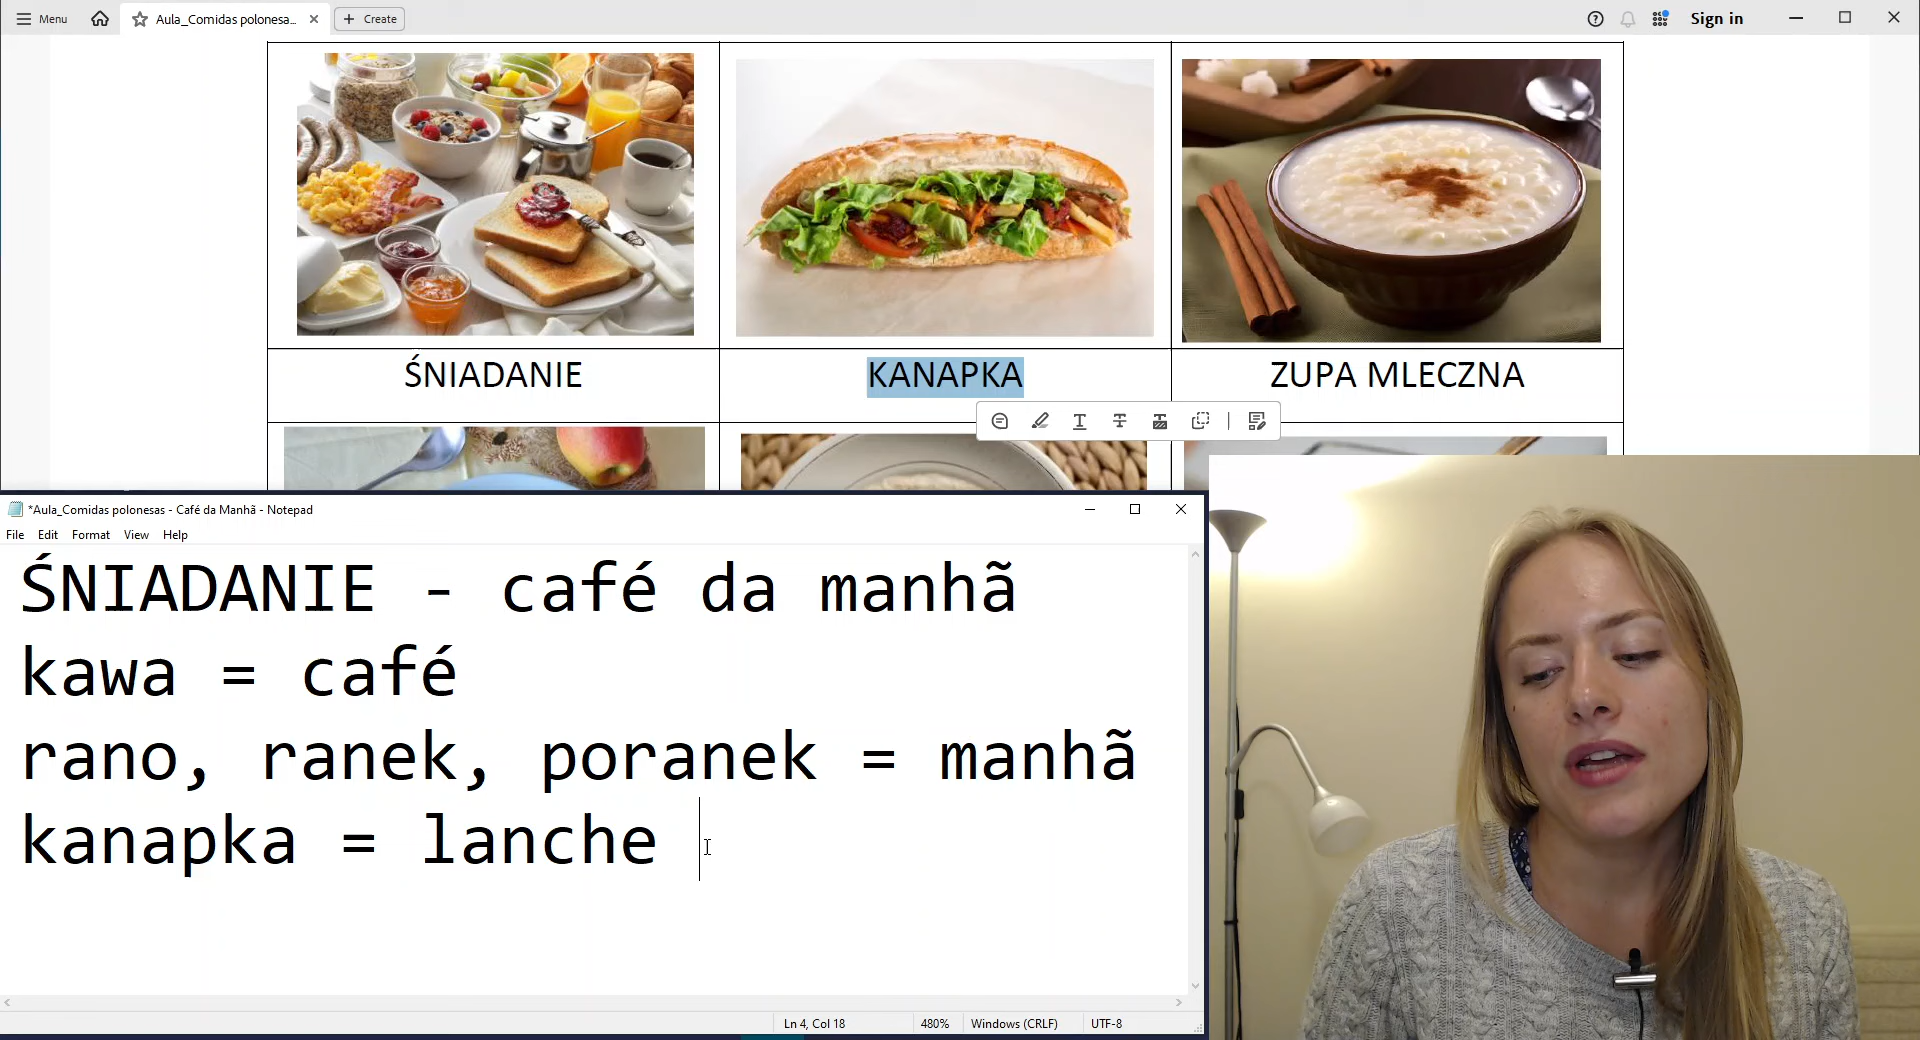 Menu Aula_Comidas polonesa... Create Sign in
ŚNIADANIE KANAPKA ZUPA MLECZNA
*Aula_Comidas polonesas - Café da Manhã - Notepad
File Edit Format View Help
ŚNIADANIE - café da manhã
kawa = café
rano, ranek, poranek = manhã
kanapka = lanche
Ln 4, Col 18 480% Windows (CRLF) UTF-8